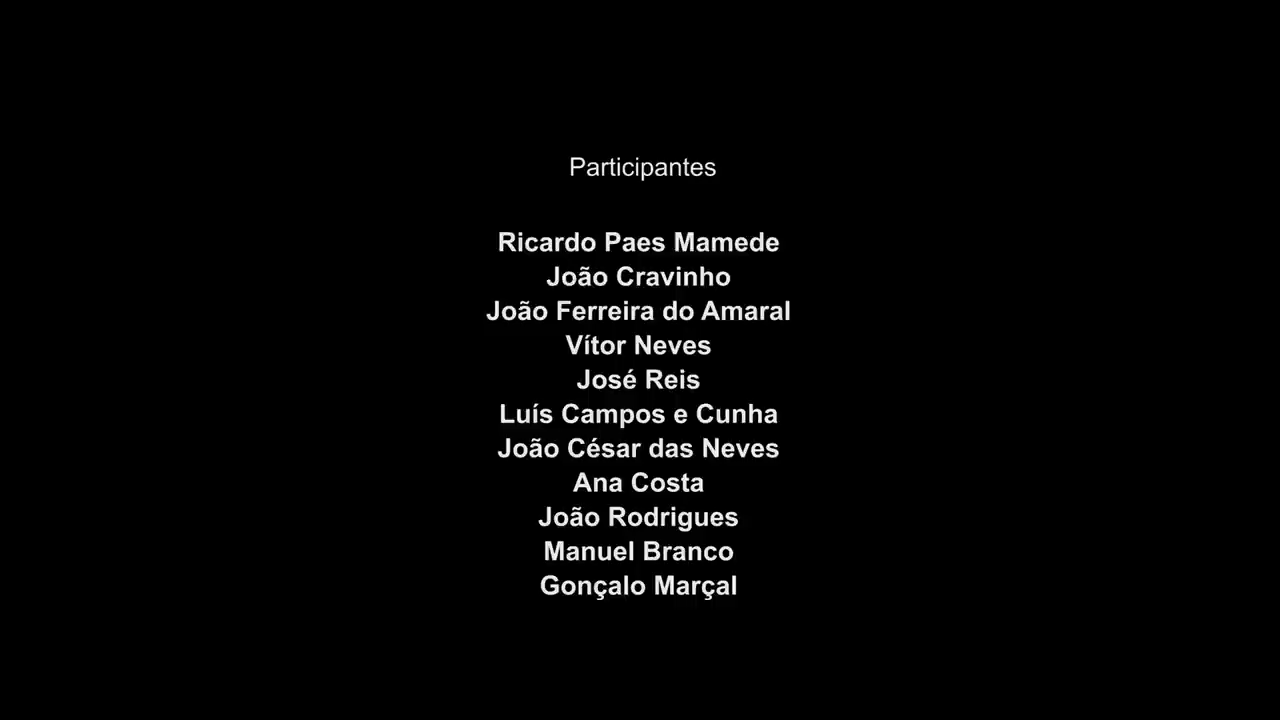 Participantes
Ricardo Paes Mamede
João Cravinho
João Ferreira do Amaral
Vítor Neves
José Reis
Luís Campos e Cunha
João César das Neves
Ana Costa
João Rodrigues
Manuel Branco
Gonçalo Marçal